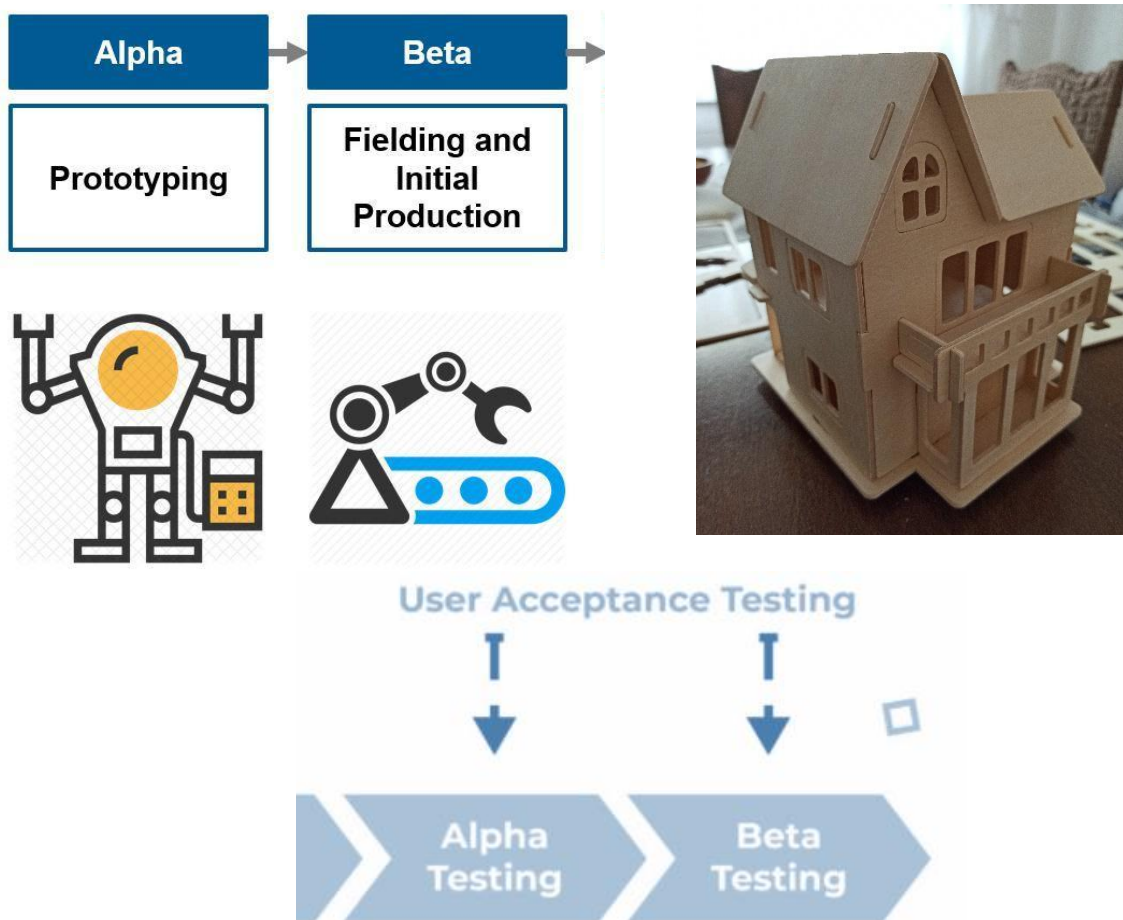 Alpha
Beta
Prototyping
Fielding and
Initial
Production
User Acceptance Testing
Alpha
Testing
Beta
Testing